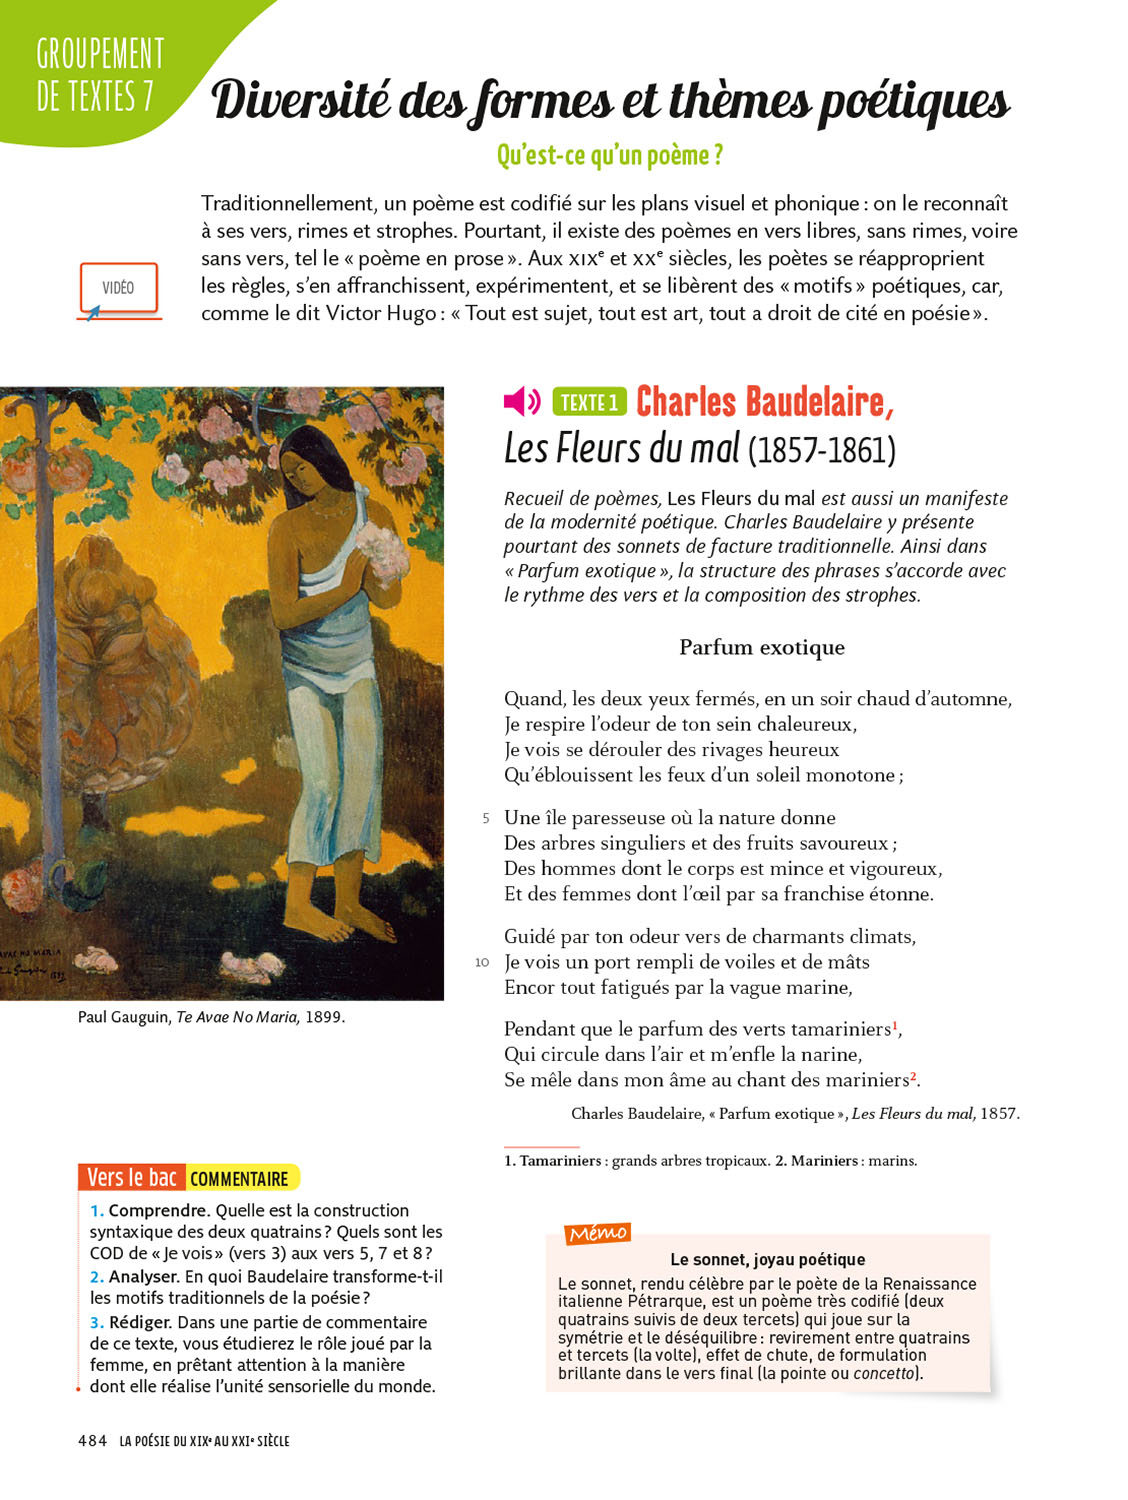 GROUPEMENT
DE TEXTES 7
Diversité des formes et thèmes poétiques
Qu’est-ce qu’un poème ?
Traditionnellement, un poème est codifié sur les plans visuel et phonique : on le reconnaît
à ses vers, rimes et strophes. Pourtant, il existe des poèmes en vers libres, sans rimes, voire
sans vers, tel le « poème en prose ». Aux XIXe et XXe siècles, les poètes se réapproprient
les règles, s’en affranchissent, expérimentent, et se libèrent des « motifs » poétiques, car,
comme le dit Victor Hugo : « Tout est sujet, tout est art, tout a droit de cité en poésie ».
VIDÉO
TEXTE 1 Charles Baudelaire,
Les Fleurs du mal (1857-1861)
Recueil de poèmes, Les Fleurs du mal est aussi un manifeste
de la modernité poétique. Charles Baudelaire y présente
pourtant des sonnets de facture traditionnelle. Ainsi dans
« Parfum exotique », la structure des phrases s’accorde avec
le rythme des vers et la composition des strophes.
Parfum exotique
Quand, les deux yeux fermés, en un soir chaud d’automne,
Je respire l’odeur de ton sein chaleureux,
Je vois se dérouler des rivages heureux
Qu’éblouissent les feux d’un soleil monotone ;
5 Une île paresseuse où la nature donne
Des arbres singuliers et des fruits savoureux ;
Des hommes dont le corps est mince et vigoureux,
Et des femmes dont l’œil par sa franchise étonne.
Guidé par ton odeur vers de charmants climats,
10 Je vois un port rempli de voiles et de mâts
Encor tout fatigués par la vague marine,
Pendant que le parfum des verts tamariniers1,
Qui circule dans l’air et m’enfle la narine,
Se mêle dans mon âme au chant des mariniers2.
Charles Baudelaire, « Parfum exotique », Les Fleurs du mal, 1857.
1. Tamariniers : grands arbres tropicaux. 2. Mariniers : marins.
AVAE NO MARIA
Gauguin 1899
Paul Gauguin, Te Avae No Maria, 1899.
Vers le bac COMMENTAIRE
1. Comprendre. Quelle est la construction
syntaxique des deux quatrains ? Quels sont les
COD de « Je vois » (vers 3) aux vers 5, 7 et 8 ?
2. Analyser. En quoi Baudelaire transforme-t-il
les motifs traditionnels de la poésie ?
3. Rédiger. Dans une partie de commentaire
de ce texte, vous étudierez le rôle joué par la
femme, en prêtant attention à la manière
dont elle réalise l’unité sensorielle du monde.
Mémo
Le sonnet, joyau poétique
Le sonnet, rendu célèbre par le poète de la Renaissance
italienne Pétrarque, est un poème très codifié (deux
quatrains suivis de deux tercets) qui joue sur la
symétrie et le déséquilibre : revirement entre quatrains
et tercets (la volte), effet de chute, de formulation
brillante dans le vers final (la pointe ou concetto).
484 LA POÉSIE DU XIXe AU XXIe SIÈCLE